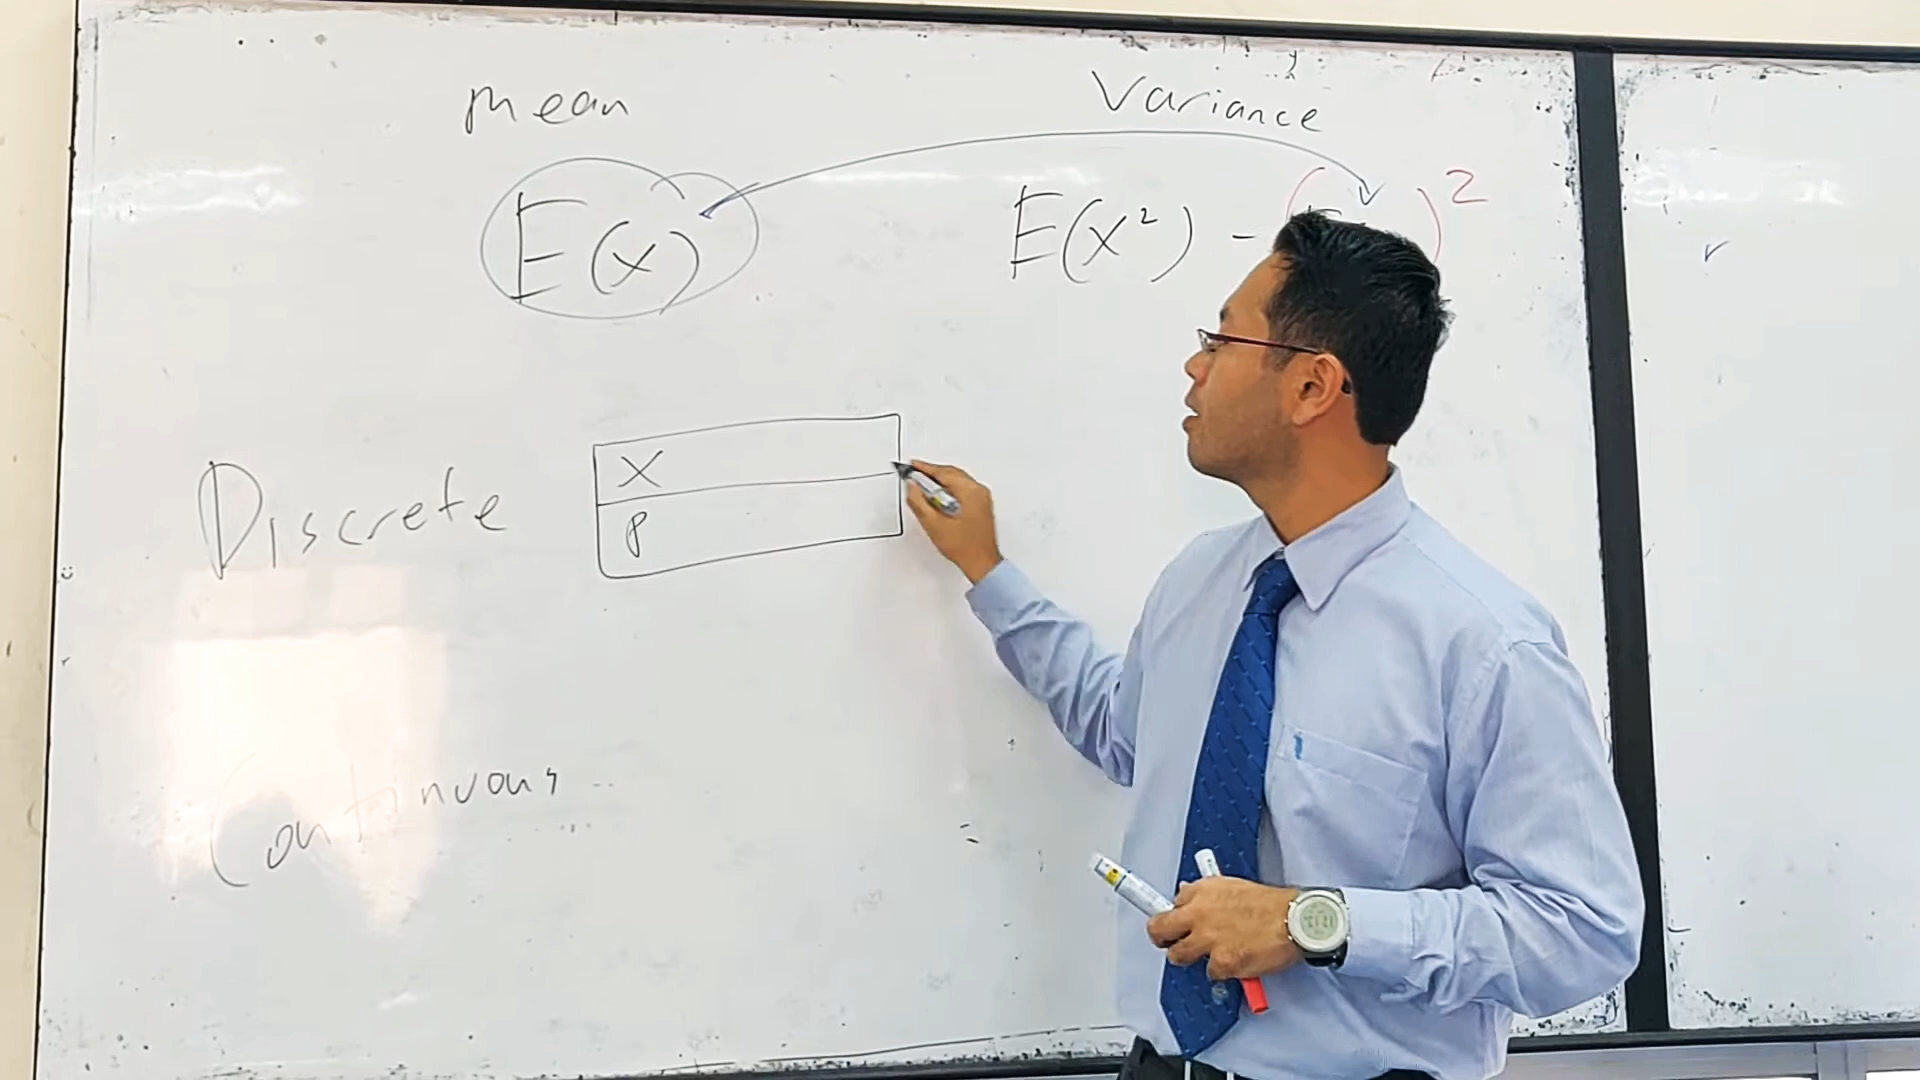 mean
Variance
E(x)
E(x²) - ( )²
Discrete
X
P
Continuous